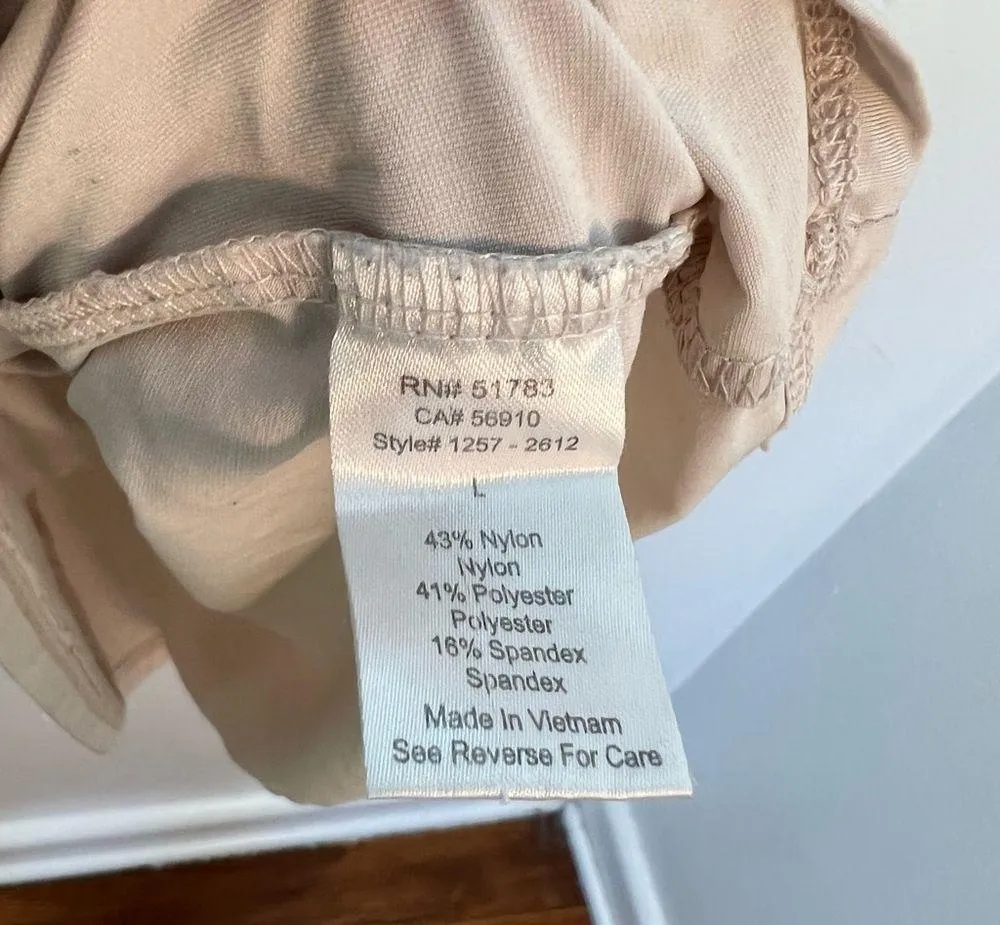 RN# 51783
CA# 56910
Style# 1257 - 2612
L
43% Nylon
Nylon
41% Polyester
Polyester
16% Spandex
Spandex
Made In Vietnam
See Reverse For Care